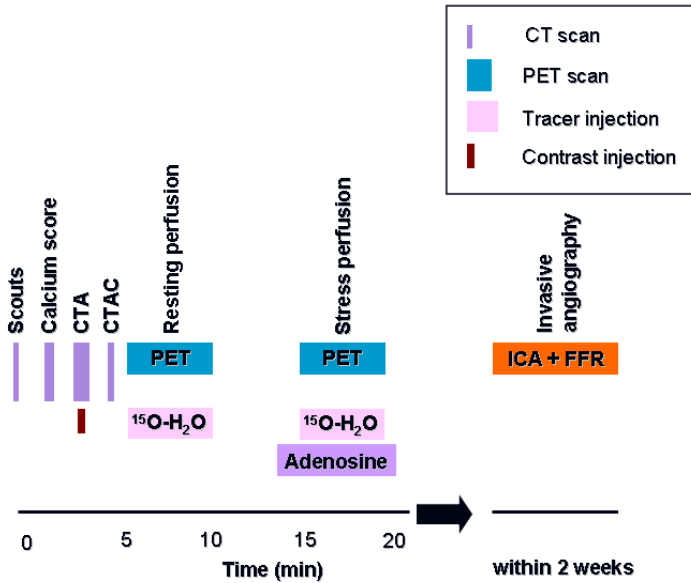 CT scan
PET scan
Tracer injection
Contrast injection
Scouts
Calcium score
CTA
CTAC
Resting perfusion
Stress perfusion
Invasive
angiography
PET
PET
ICA + FFR
¹⁵O-H₂O
¹⁵O-H₂O
Adenosine
0 5 10 15 20
Time (min)
within 2 weeks